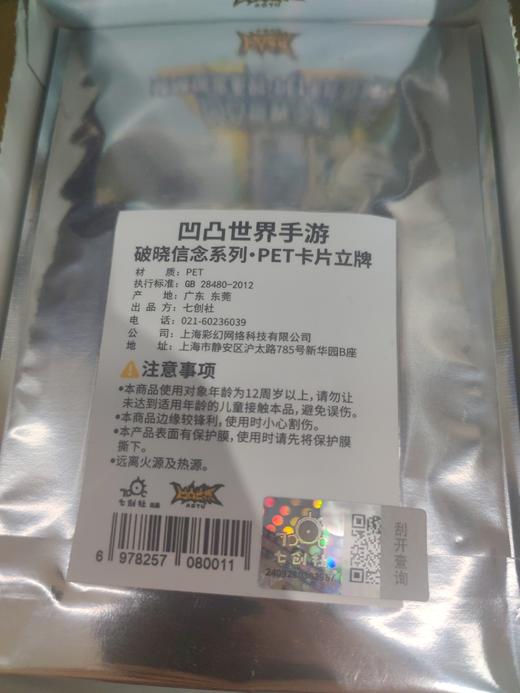 凹凸世界手游
破晓信念系列·PET卡片立牌
材 质：PET
执行标准：GB 28480-2012
产 地：广东 东莞
出 品 方：七创社
电 话：021-60236039
公 司：上海彩幻网络科技有限公司
地 址：上海市静安区沪太路785号新华园B座
注意事项
•本商品使用对象年龄为12周岁以上，请勿让
未达到适用年龄的儿童接触本品，避免误伤。
•本商品边缘较锋利，使用时小心割伤。
•本产品表面有保护膜，使用时请先将保护膜
撕下。
•远离火源及热源。
七创社 出品
AOTU
6 978257 080011
七创社
刮开查询